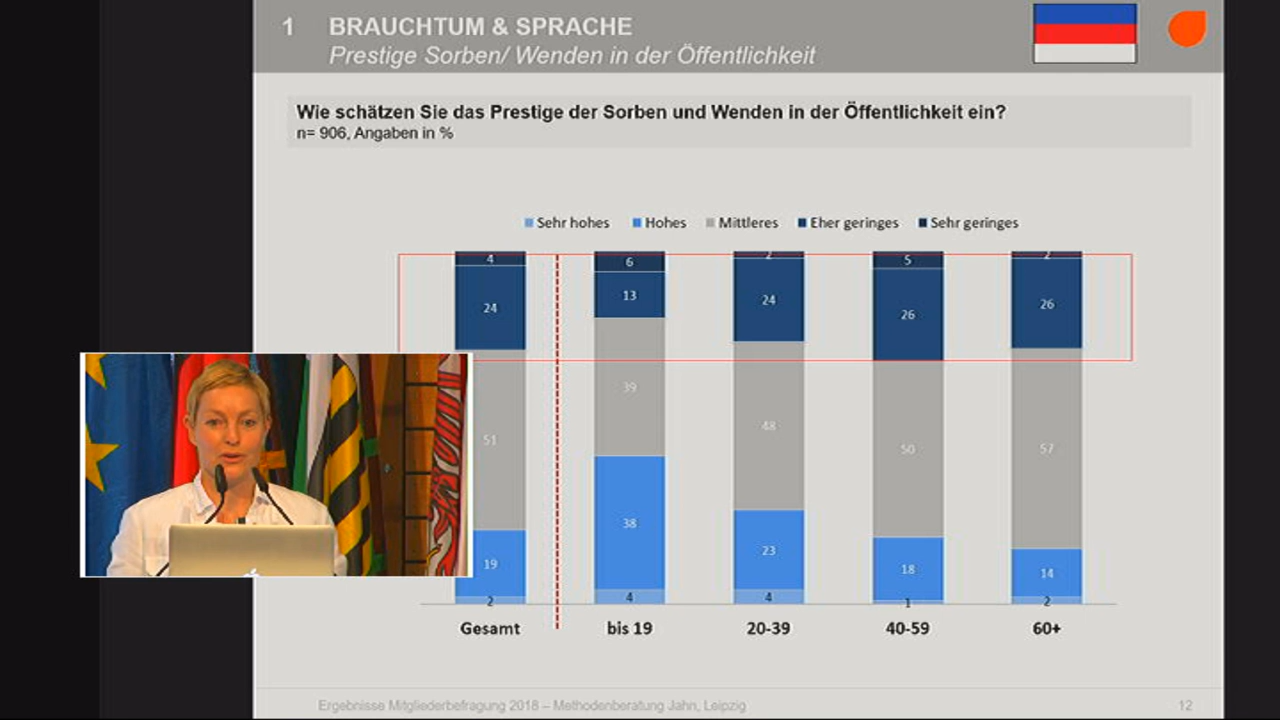 1 BRAUCHTUM & SPRACHE
Prestige Sorben/ Wenden in der Öffentlichkeit
Wie schätzen Sie das Prestige der Sorben und Wenden in der Öffentlichkeit ein?
n= 906, Angaben in %
Sehr hohes Hohes Mittleres Eher geringes Sehr geringes
4 6 2 5 2
24 13 24 26 26
51 39 48 50 57
19 38 23 18 14
2 4 4 1 2
Gesamt bis 19 20-39 40-59 60+
Ergebnisse Mitgliederbefragung 2018 – Methodenberatung Jahn, Leipzig 12